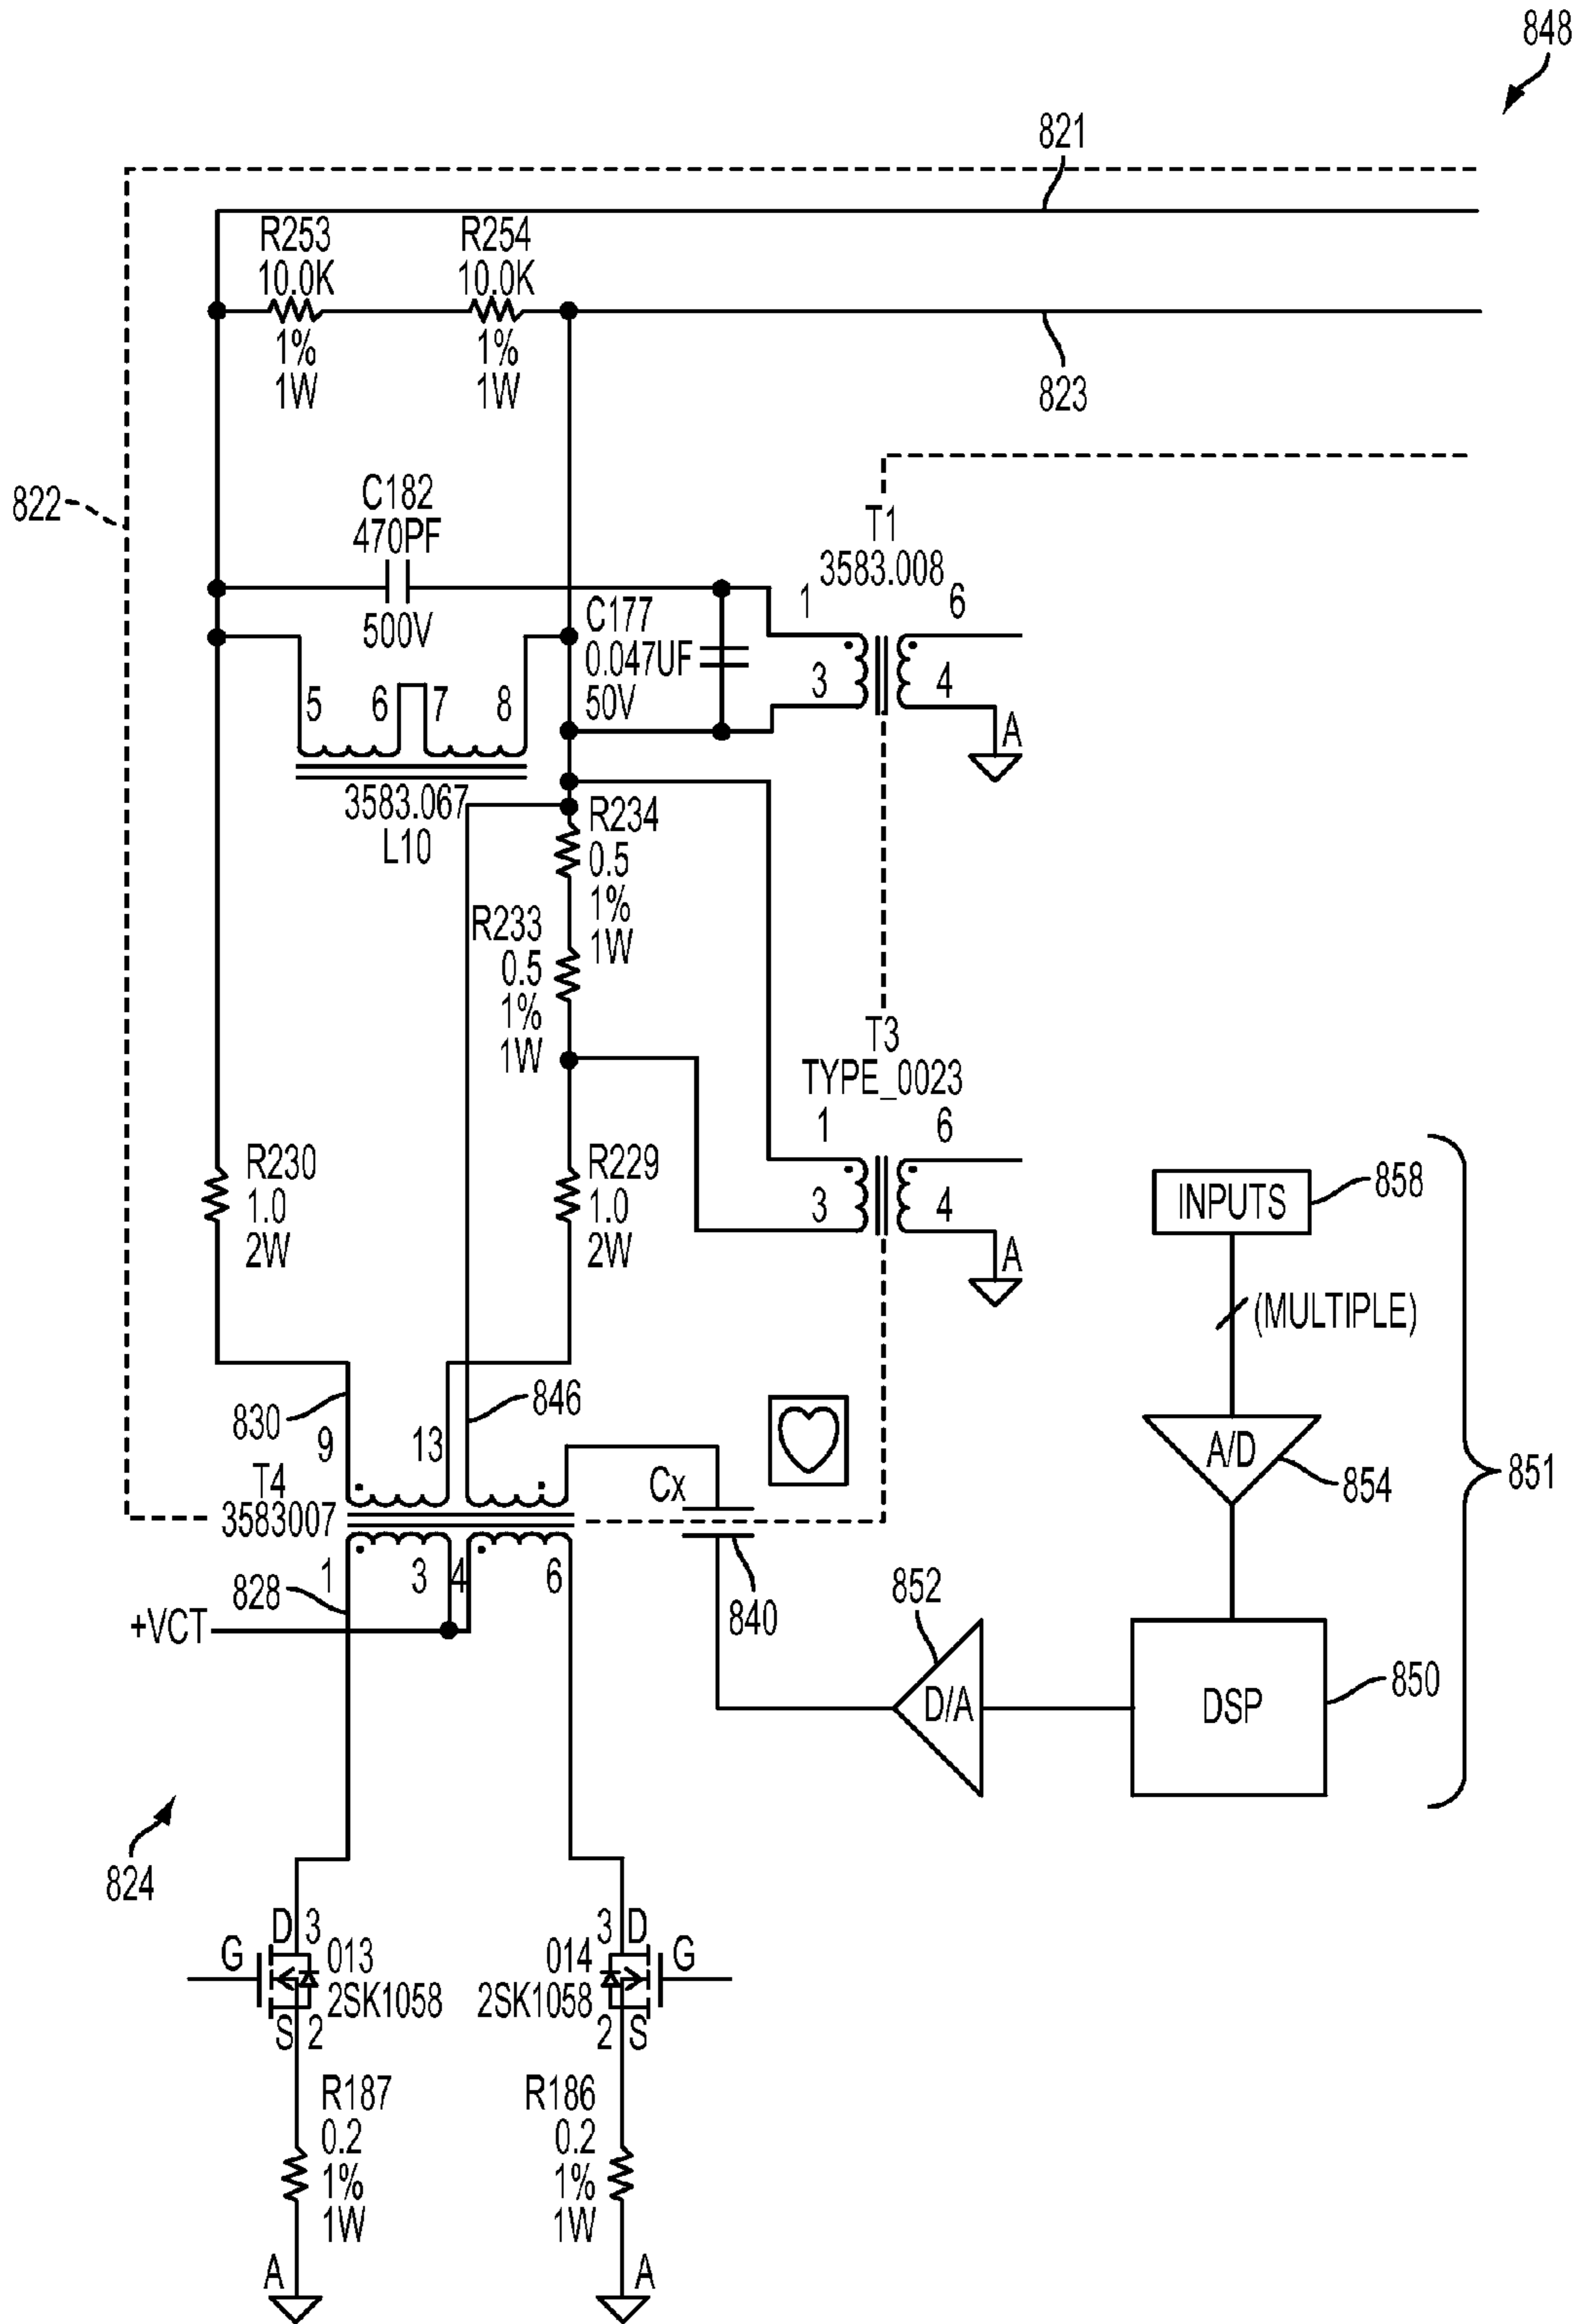 848
821
R253
10.0K
1%
1W
R254
10.0K
1%
1W
823
822
C182
470PF
500V
T1
3583.008
1
6
3
4
A
C177
0.047UF
50V
5
6
7
8
3583.067
L10
R234
0.5
1%
1W
R233
0.5
1%
1W
T3
TYPE_0023
1
6
3
4
A
R230
1.0
2W
R229
1.0
2W
INPUTS
858
(MULTIPLE)
A/D
854
851
830
846
9
13
T4
3583007
Cx
840
1
3
4
6
828
+VCT
852
D/A
DSP
850
824
D
3
G
013
2SK1058
S
2
3
D
014
G
2SK1058
2
S
R187
0.2
1%
1W
A
R186
0.2
1%
1W
A